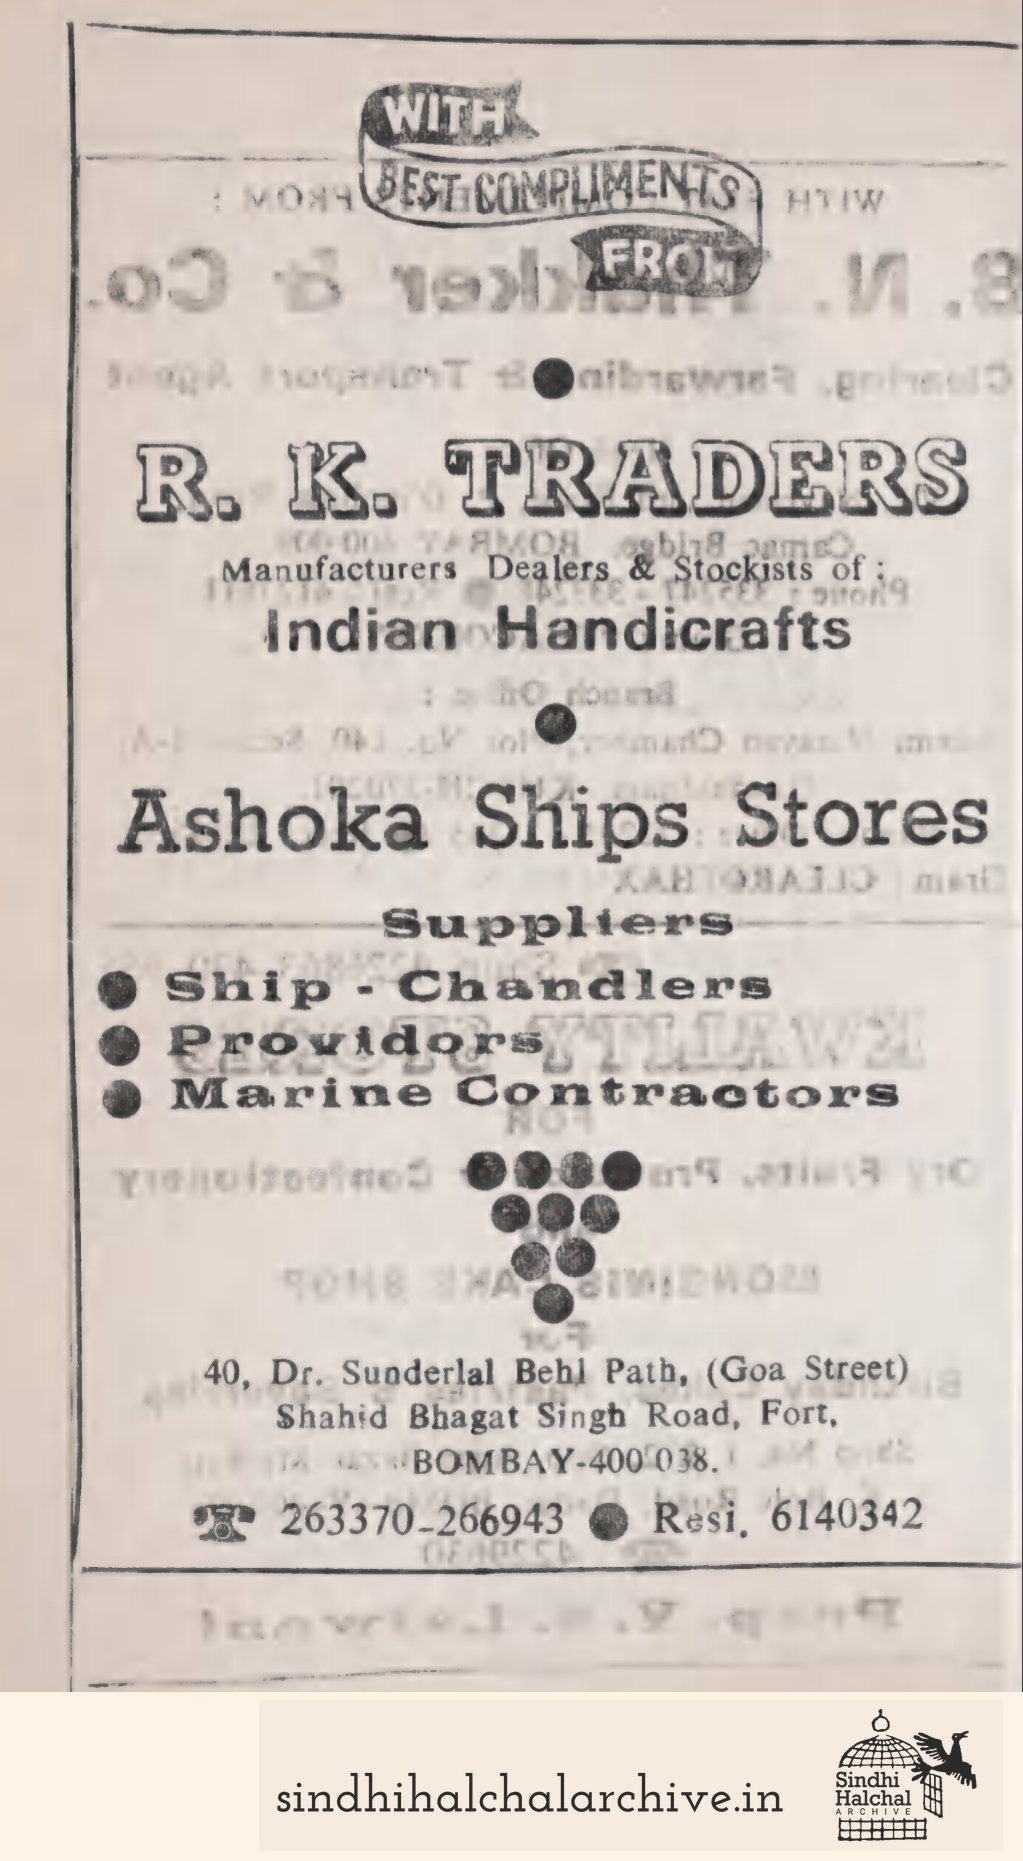 WITH
BEST COMPLIMENTS
FROM
R. K. TRADERS
Manufacturers Dealers & Stockists of :
Indian Handicrafts
Ashoka Ships Stores
Suppliers
● Ship - Chandlers
● Providors
● Marine Contractors
40, Dr. Sunderlal Behl Path, (Goa Street)
Shahid Bhagat Singh Road, Fort,
BOMBAY-400 038.
☎ 263370-266943 ● Resi. 6140342
sindhihalchalarchive.in
Sindhi
Halchal
ARCHIVE